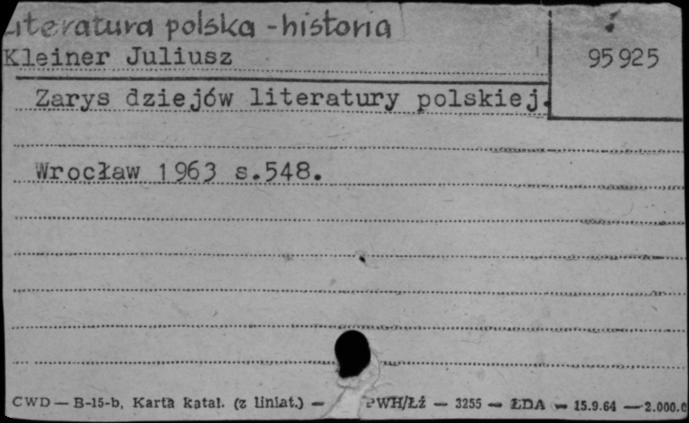 Literatura polska - historia
Kleiner Juliusz
95925
Zarys dziejów literatury polskiej.
Wrocław 1963 s.548.
CWD — B-15-b, Karta katal. (z liniat.) — PWH/Łź — 3255 — ŁDA — 15.9.64 — 2.000.0